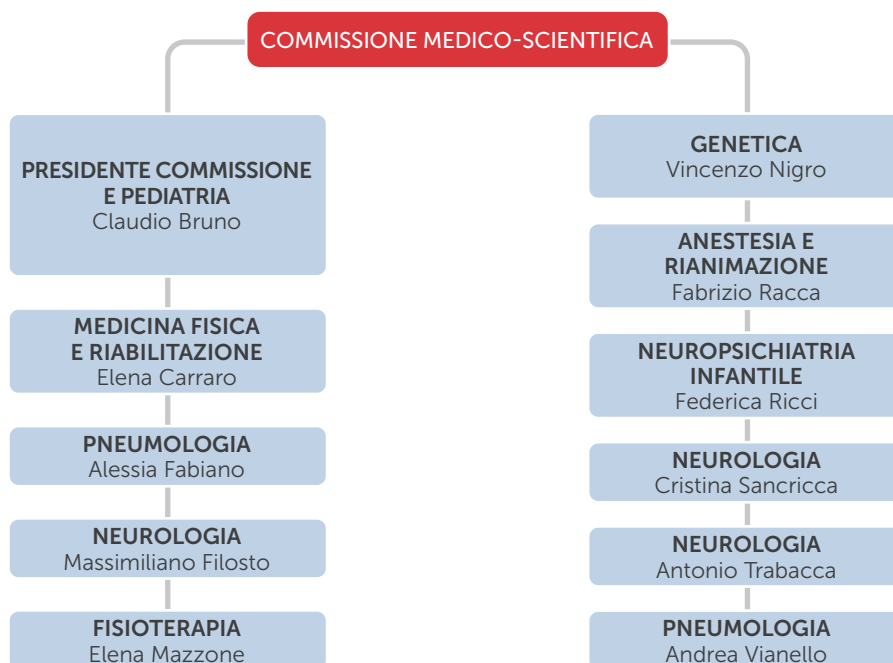 COMMISSIONE MEDICO-SCIENTIFICA
PRESIDENTE COMMISSIONE
E PEDIATRIA
Claudio Bruno
MEDICINA FISICA
E RIABILITAZIONE
Elena Carraro
PNEUMOLOGIA
Alessia Fabiano
NEUROLOGIA
Massimiliano Filosto
FISIOTERAPIA
Elena Mazzone
GENETICA
Vincenzo Nigro
ANESTESIA E
RIANIMAZIONE
Fabrizio Racca
NEUROPSICHIATRIA
INFANTILE
Federica Ricci
NEUROLOGIA
Cristina Sancricca
NEUROLOGIA
Antonio Trabacca
PNEUMOLOGIA
Andrea Vianello